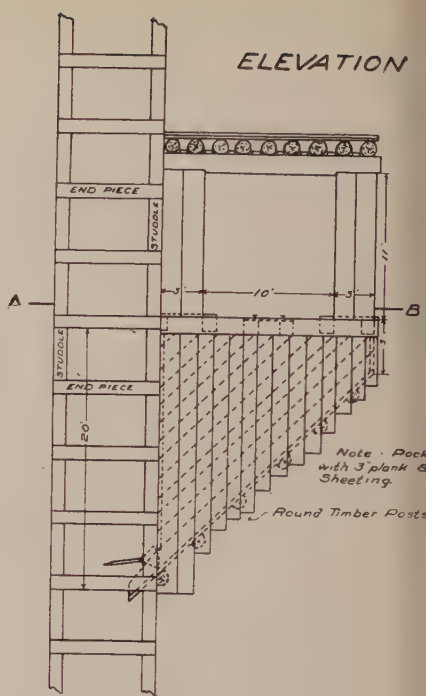 ELEVATION
END PIECE
STUDDLE
11'
3'
10'
3'
A
B
3'
STUDDLE
END PIECE
20'
Note. Pock
with 3" plank &
Sheeting.
Round Timber Posts